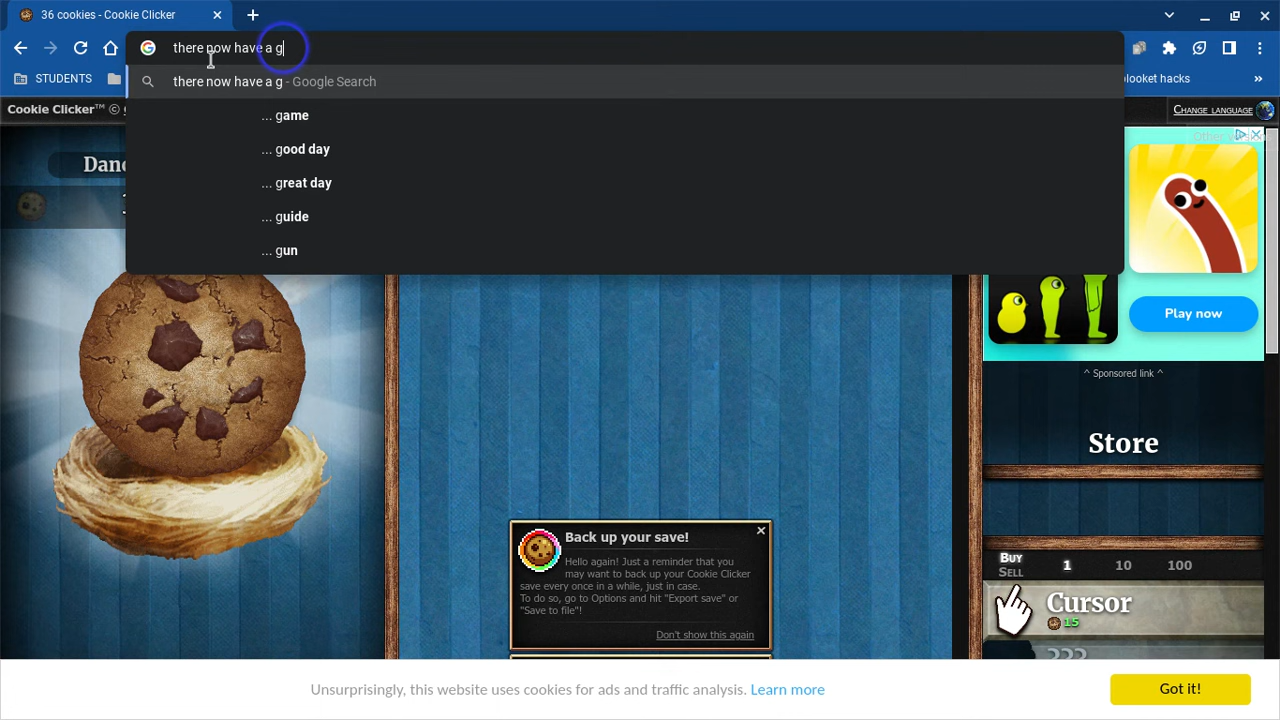 36 cookies - Cookie Clicker
there now have a g
there now have a g - Google Search
... game
... good day
... great day
... guide
... gun
STUDENTS
looket hacks
»
Cookie Clicker™ ©
CHANGE LANGUAGE
Other
Play now
^ Sponsored link ^
Store
BUY
SELL
1 10 100
Cursor
15
???
Back up your save!
Hello again! Just a reminder that you
may want to back up your Cookie Clicker
save every once in a while, just in case.
To do so, go to Options and hit "Export save" or
"Save to file"!
Don't show this again
Unsurprisingly, this website uses cookies for ads and traffic analysis. Learn more
Got it!